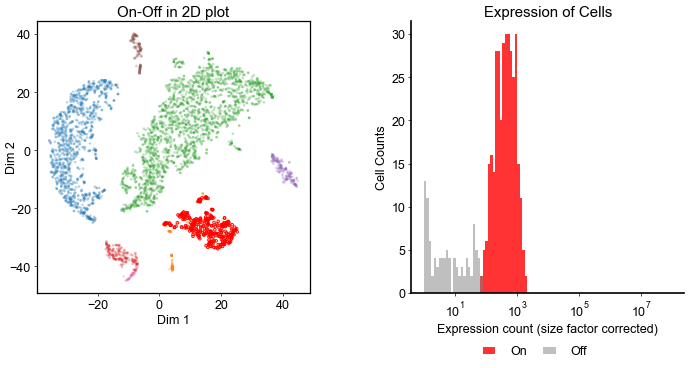 On-Off in 2D plot
40
20
0
−20
−40
Dim 2
−20 0 20 40
Dim 1
Expression of Cells
30
25
20
15
10
5
0
Cell Counts
10^1 10^3 10^5 10^7
Expression count (size factor corrected)
On Off